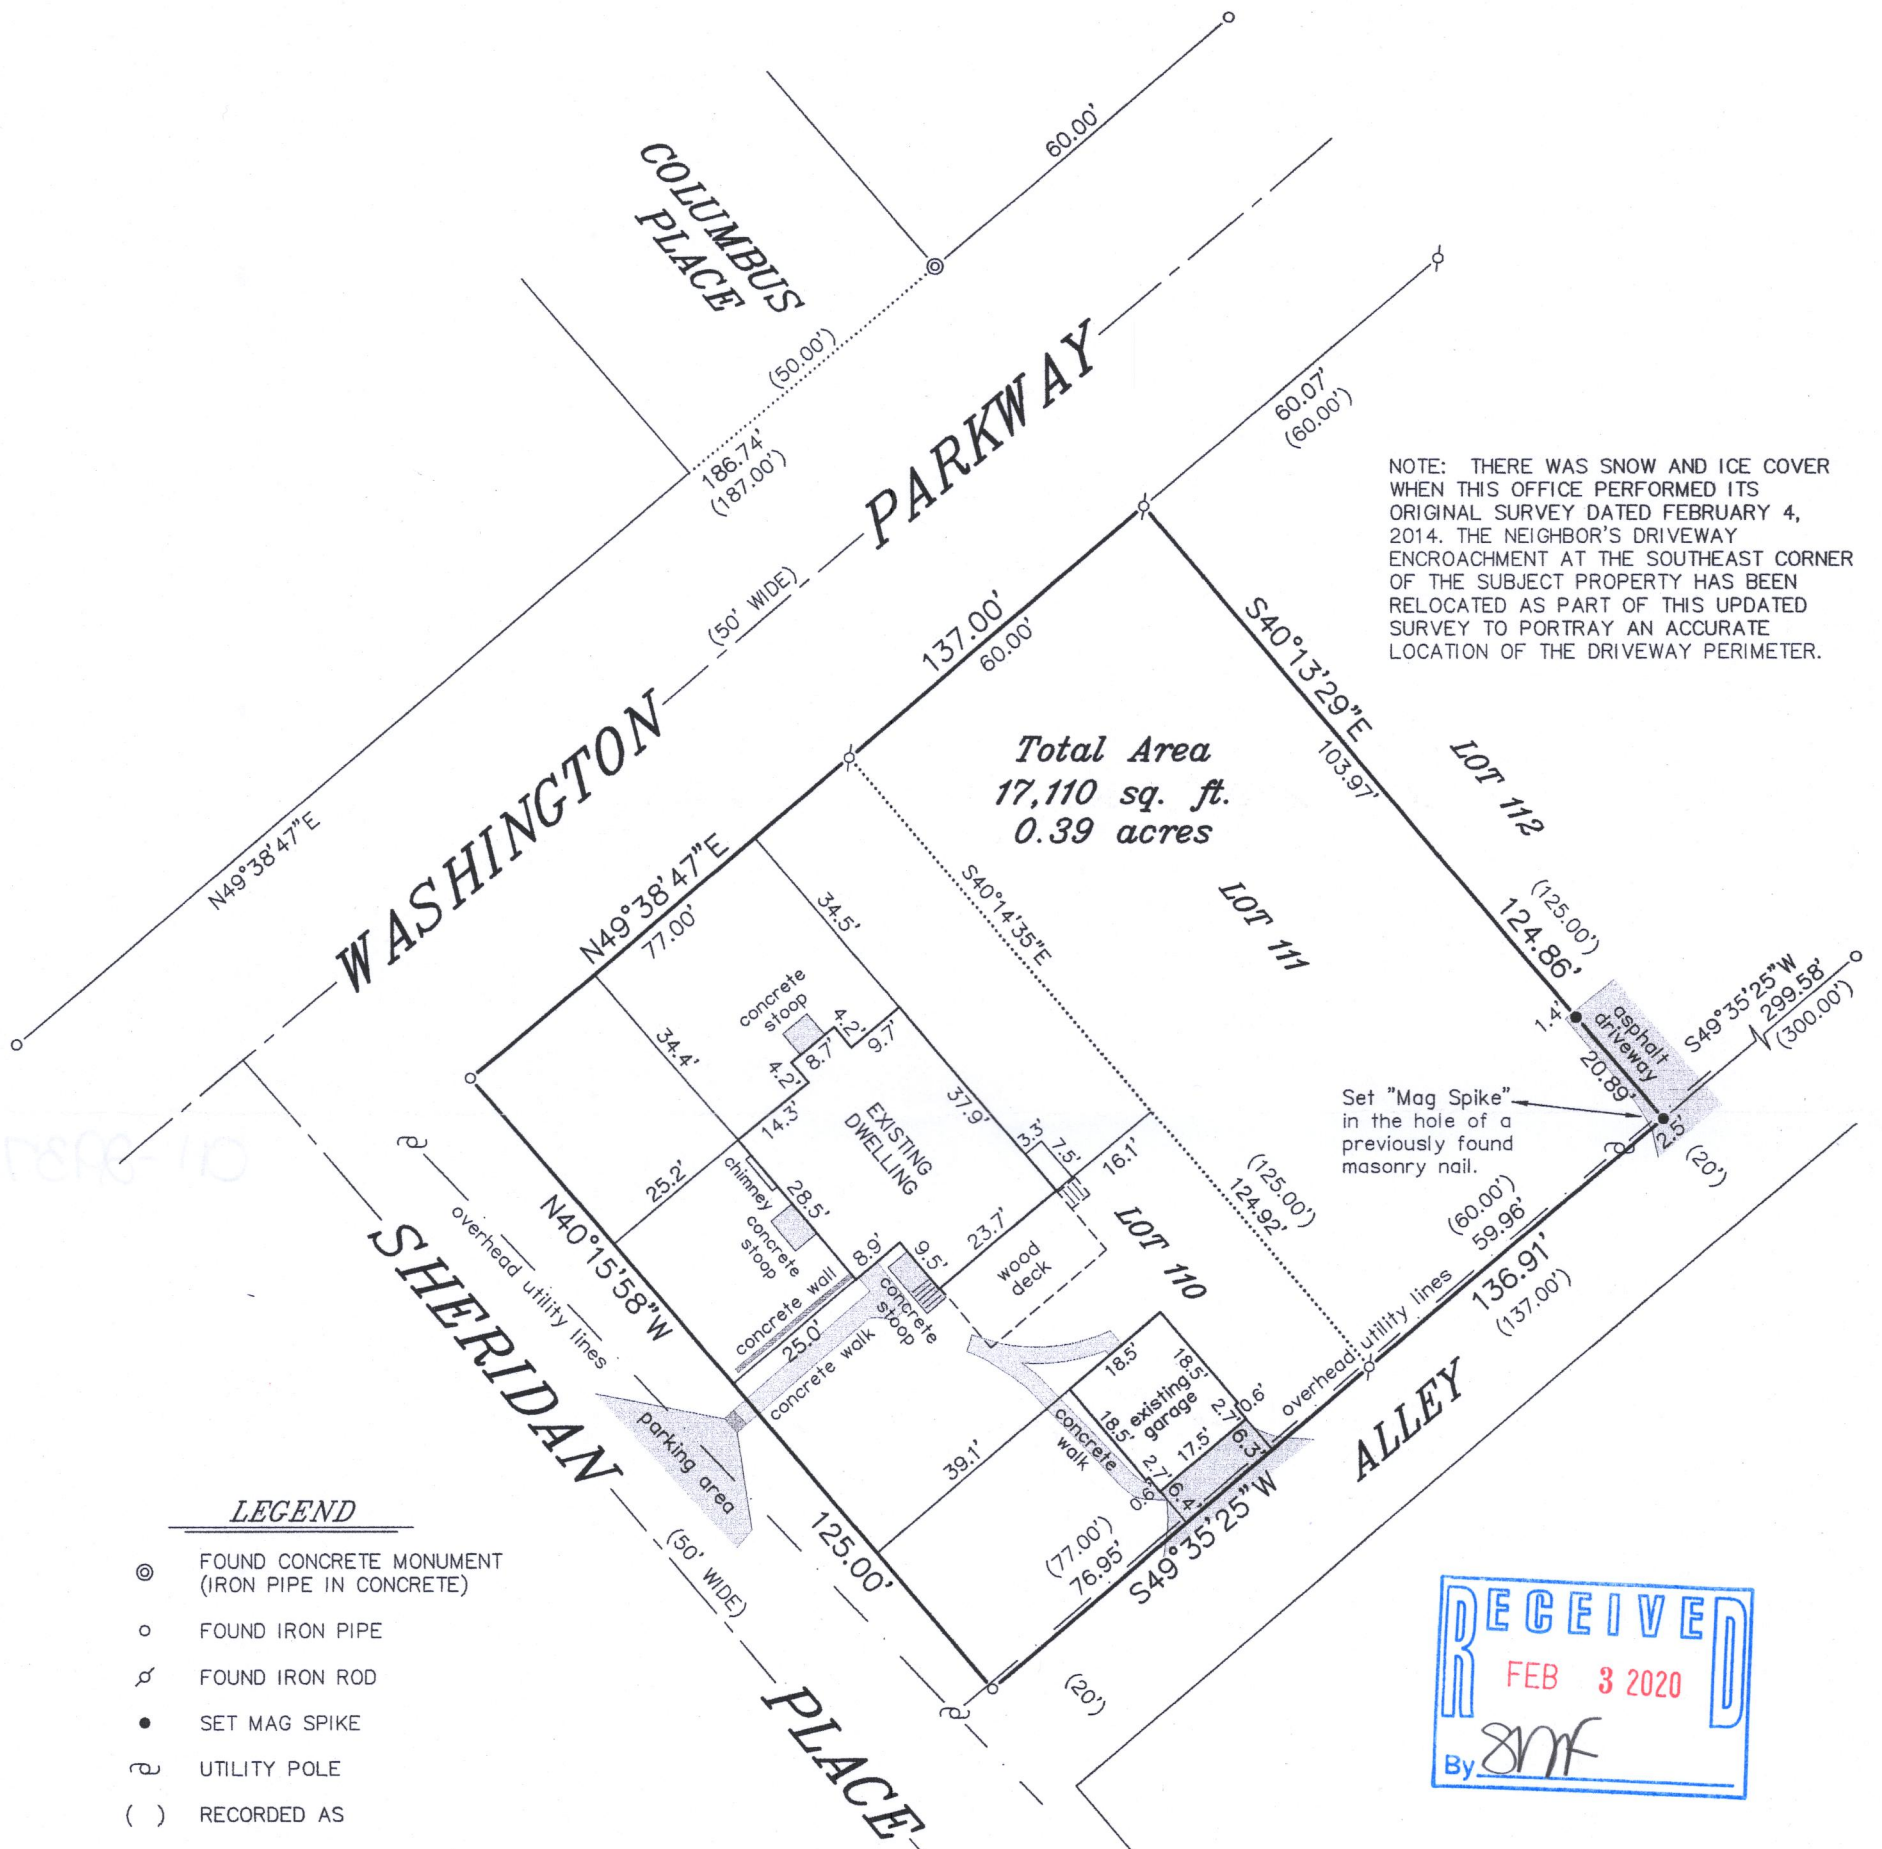 COLUMBUS
PLACE
60.00'
(50.00')
186.74'
(187.00')
N49°38'47"E
WASHINGTON
(50' WIDE)
PARKWAY
60.07'
(60.00')
NOTE: THERE WAS SNOW AND ICE COVER
WHEN THIS OFFICE PERFORMED ITS
ORIGINAL SURVEY DATED FEBRUARY 4,
2014. THE NEIGHBOR'S DRIVEWAY
ENCROACHMENT AT THE SOUTHEAST CORNER
OF THE SUBJECT PROPERTY HAS BEEN
RELOCATED AS PART OF THIS UPDATED
SURVEY TO PORTRAY AN ACCURATE
LOCATION OF THE DRIVEWAY PERIMETER.
137.00'
60.00'
N49°38'47"E
77.00'
S40°13'29"E
103.97'
Total Area
17,110 sq. ft.
0.39 acres
LOT 112
LOT 111
S40°14'35"E
(125.00')
124.86'
1.4'
asphalt
driveway
20.89'
S49°35'25"W
299.58'
(300.00')
Set "Mag Spike"
in the hole of a
previously found
masonry nail.
2.5'
(20')
34.5'
34.4'
concrete
stoop
4.2'
9.7'
8.7'
4.2'
14.3'
EXISTING
DWELLING
37.9'
3.3'
7.5'
16.1'
25.2'
chimney
28.5'
concrete
stoop
concrete wall
8.9'
9.5'
23.7'
25.0'
concrete walk
concrete
stoop
wood
deck
LOT 110
(125.00')
124.92'
(60.00')
59.96'
136.91'
(137.00')
overhead utility lines
N40°15'58"W
125.00'
overhead utility lines
parking area
SHERIDAN
(50' WIDE)
PLACE
18.5'
18.5'
existing
garage
18.5'
2.7'
0.6'
17.5'
6.3'
2.7'
0.6'
6.4'
concrete
walk
39.1'
(77.00')
76.95'
S49°35'25"W
ALLEY
(20')
LEGEND
FOUND CONCRETE MONUMENT
(IRON PIPE IN CONCRETE)
FOUND IRON PIPE
FOUND IRON ROD
SET MAG SPIKE
UTILITY POLE
( ) RECORDED AS
RECEIVED
FEB 3 2020
By